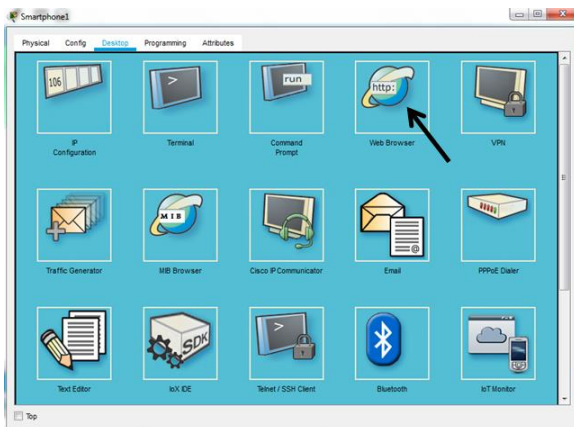 Smartphone1
Physical Config Desktop Programming Attributes
106
>
run
http:
IP
Configuration
Terminal
Command
Prompt
Web Browser
VPN
MIB
Traffic Generator
MIB Browser
Cisco IP Communicator
Email
PPPoE Dialer
SDK
>
Text Editor
IoX IDE
Telnet / SSH Client
Bluetooth
IoT Monitor
Top